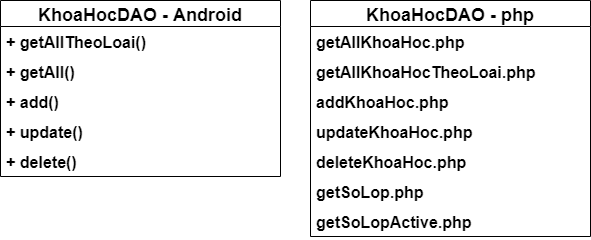 KhoaHocDAO - Android
+ getAllTheoLoai()
+ getAll()
+ add()
+ update()
+ delete()
KhoaHocDAO - php
getAllKhoaHoc.php
getAllKhoaHocTheoLoai.php
addKhoaHoc.php
updateKhoaHoc.php
deleteKhoaHoc.php
getSoLop.php
getSoLopActive.php